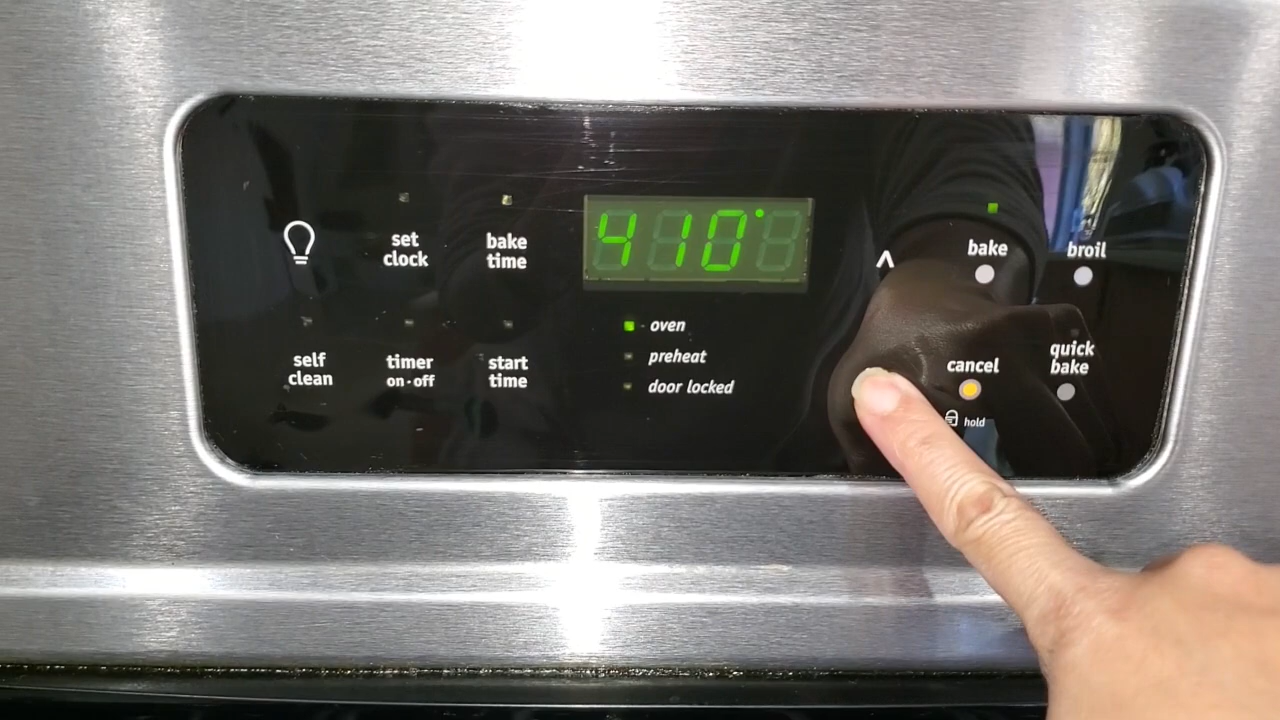 set
clock
bake
time
410°
^
bake
broil
self
clean
timer
on·off
start
time
oven
preheat
door locked
cancel
hold
quick
bake